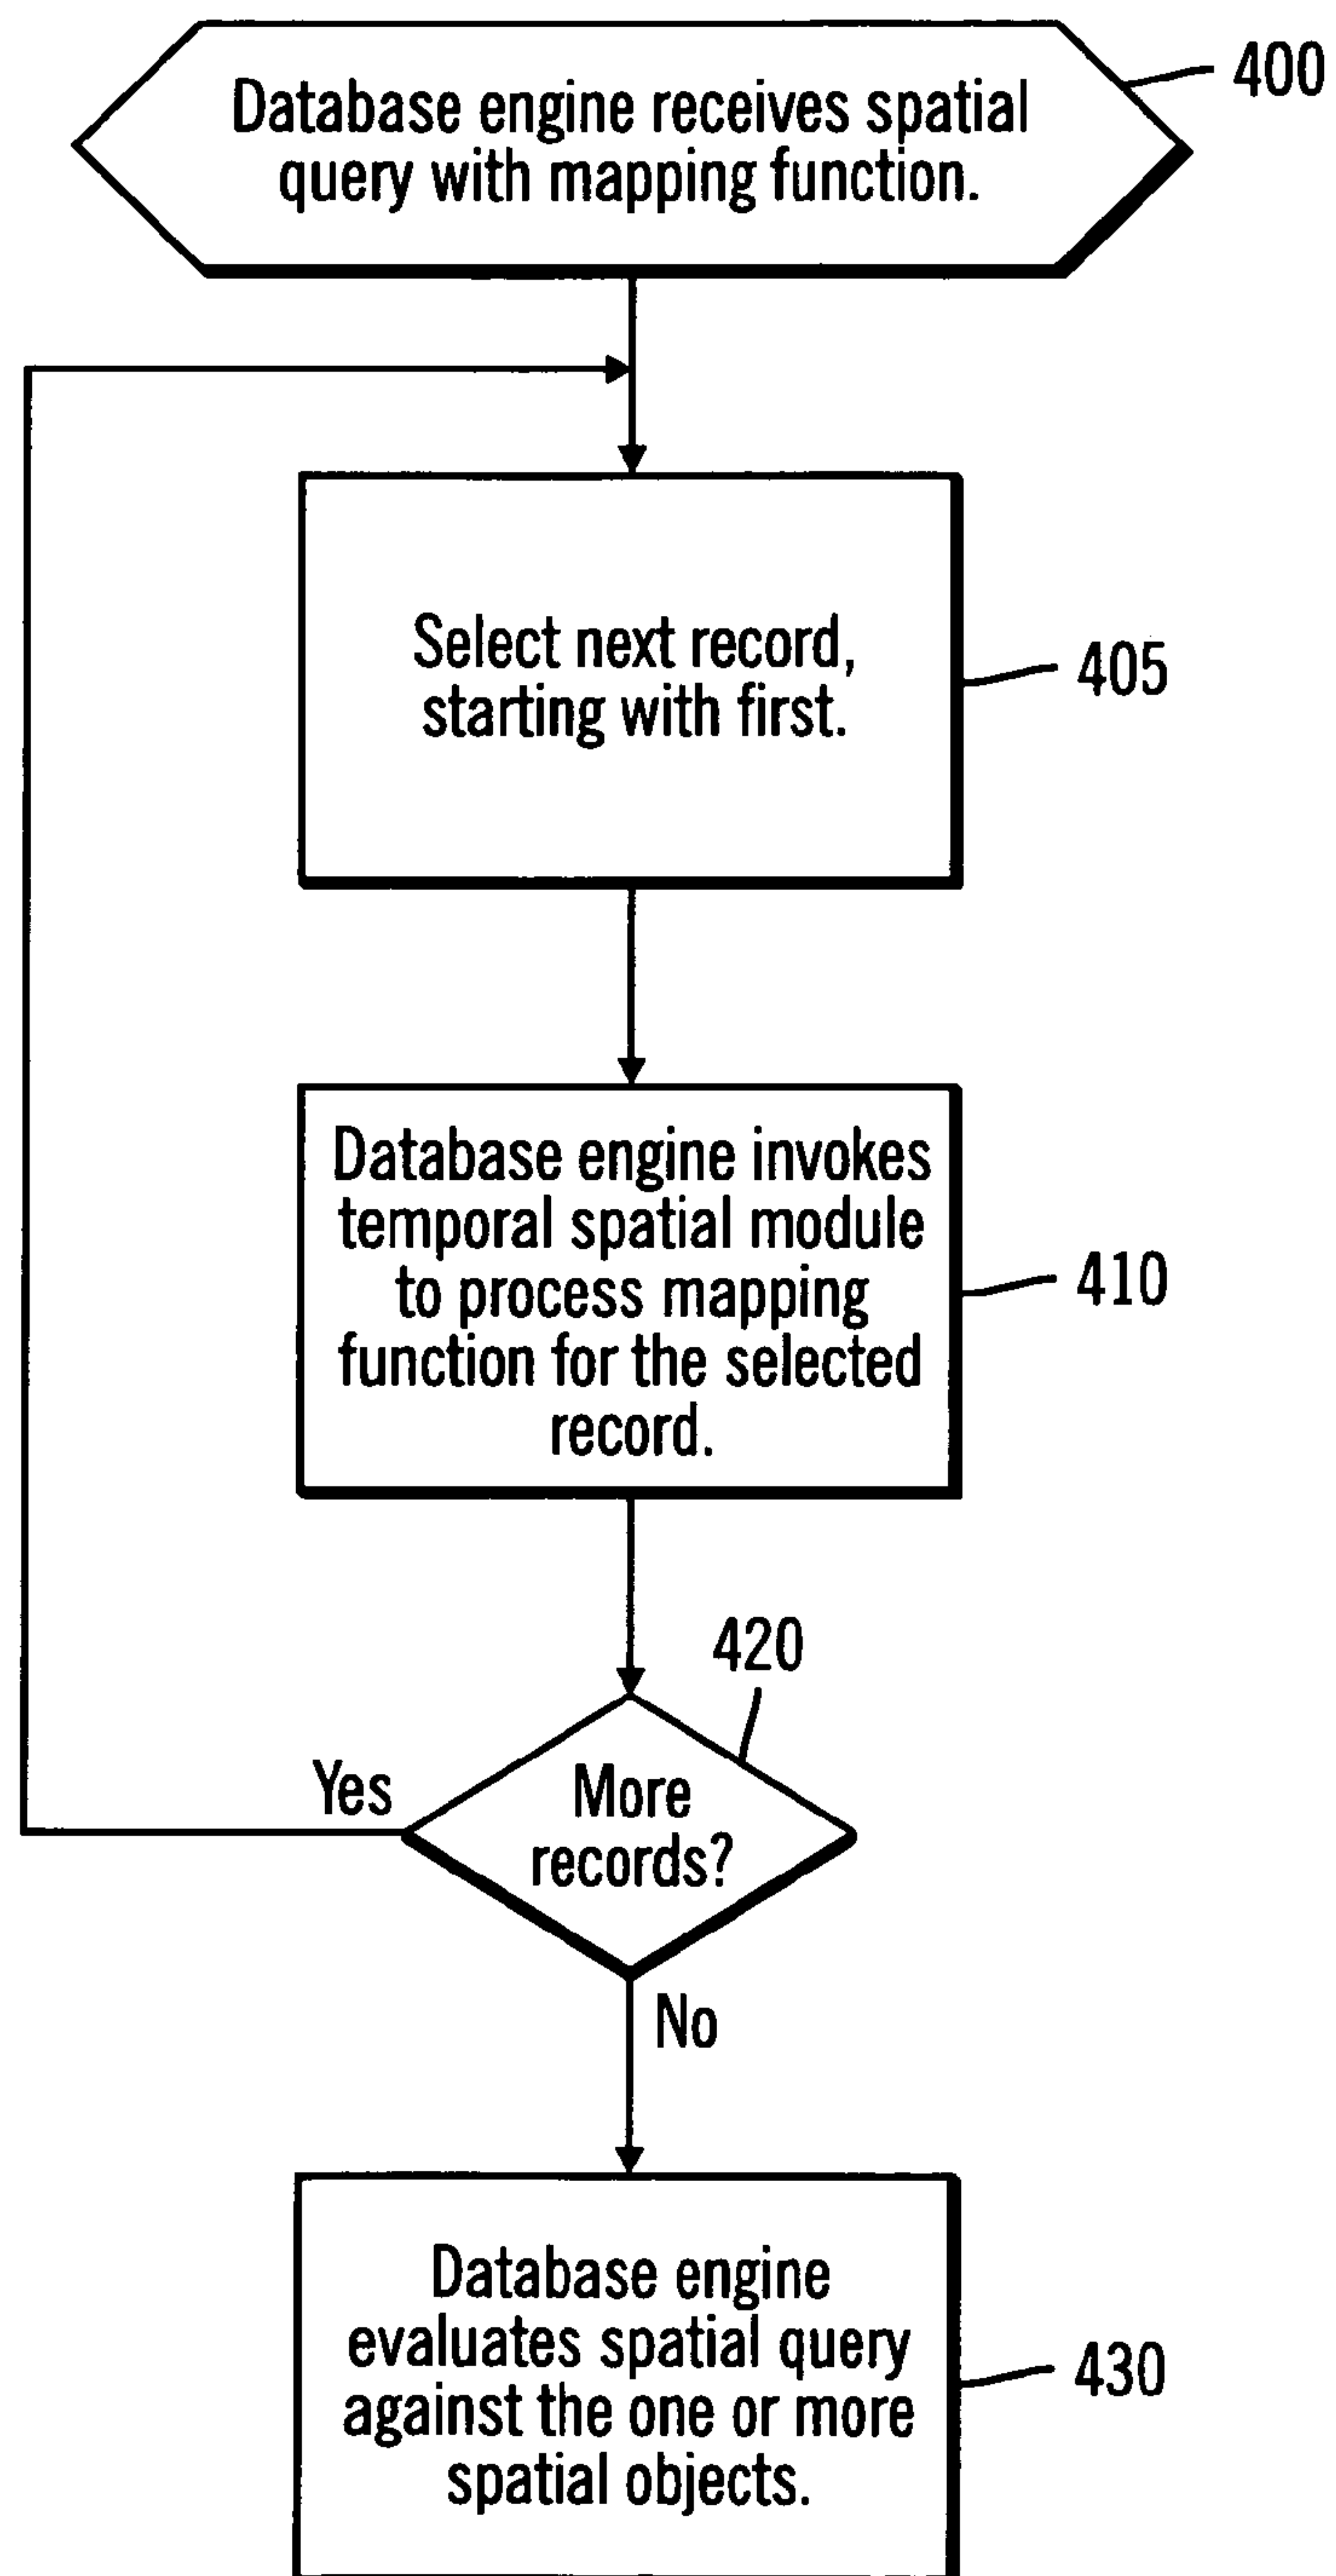 Database engine receives spatial
query with mapping function.
400
Select next record,
starting with first.
405
Database engine invokes
temporal spatial module
to process mapping
function for the selected
record.
410
420
Yes
More
records?
No
Database engine
evaluates spatial query
against the one or more
spatial objects.
430